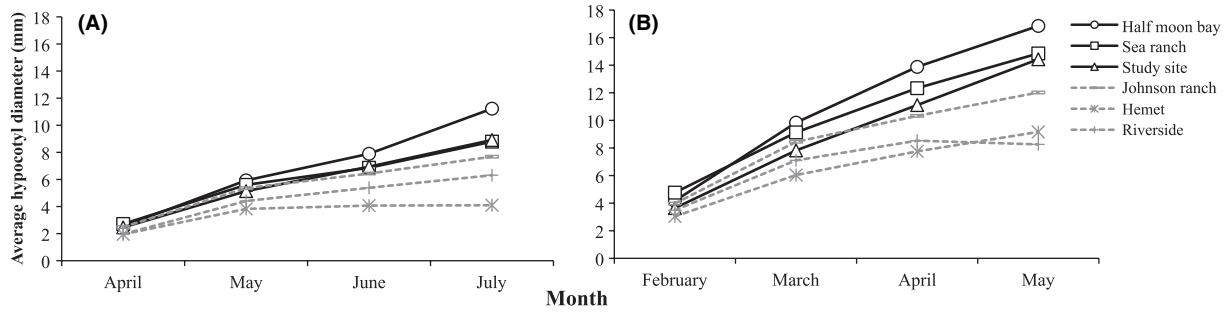 Average hypocotyl diameter (mm)
(A)
18
16
14
12
10
8
6
4
2
0
April May June July
(B)
18
16
14
12
10
8
6
4
2
0
February March April May
Month
Half moon bay
Sea ranch
Study site
Johnson ranch
Hemet
Riverside